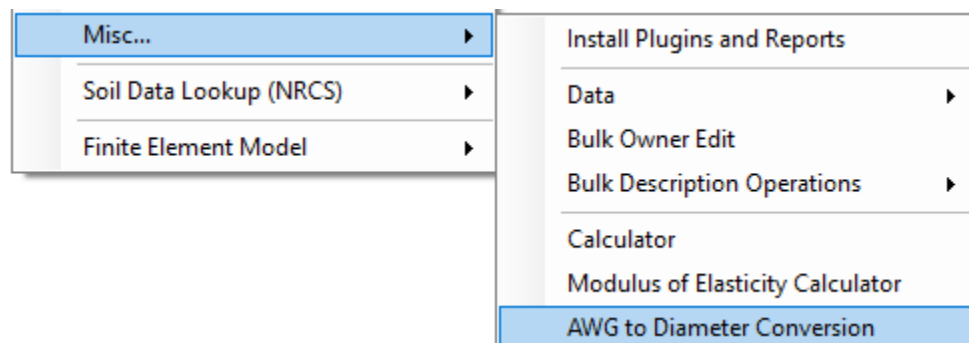 Misc...
Soil Data Lookup (NRCS)
Finite Element Model
Install Plugins and Reports
Data
Bulk Owner Edit
Bulk Description Operations
Calculator
Modulus of Elasticity Calculator
AWG to Diameter Conversion